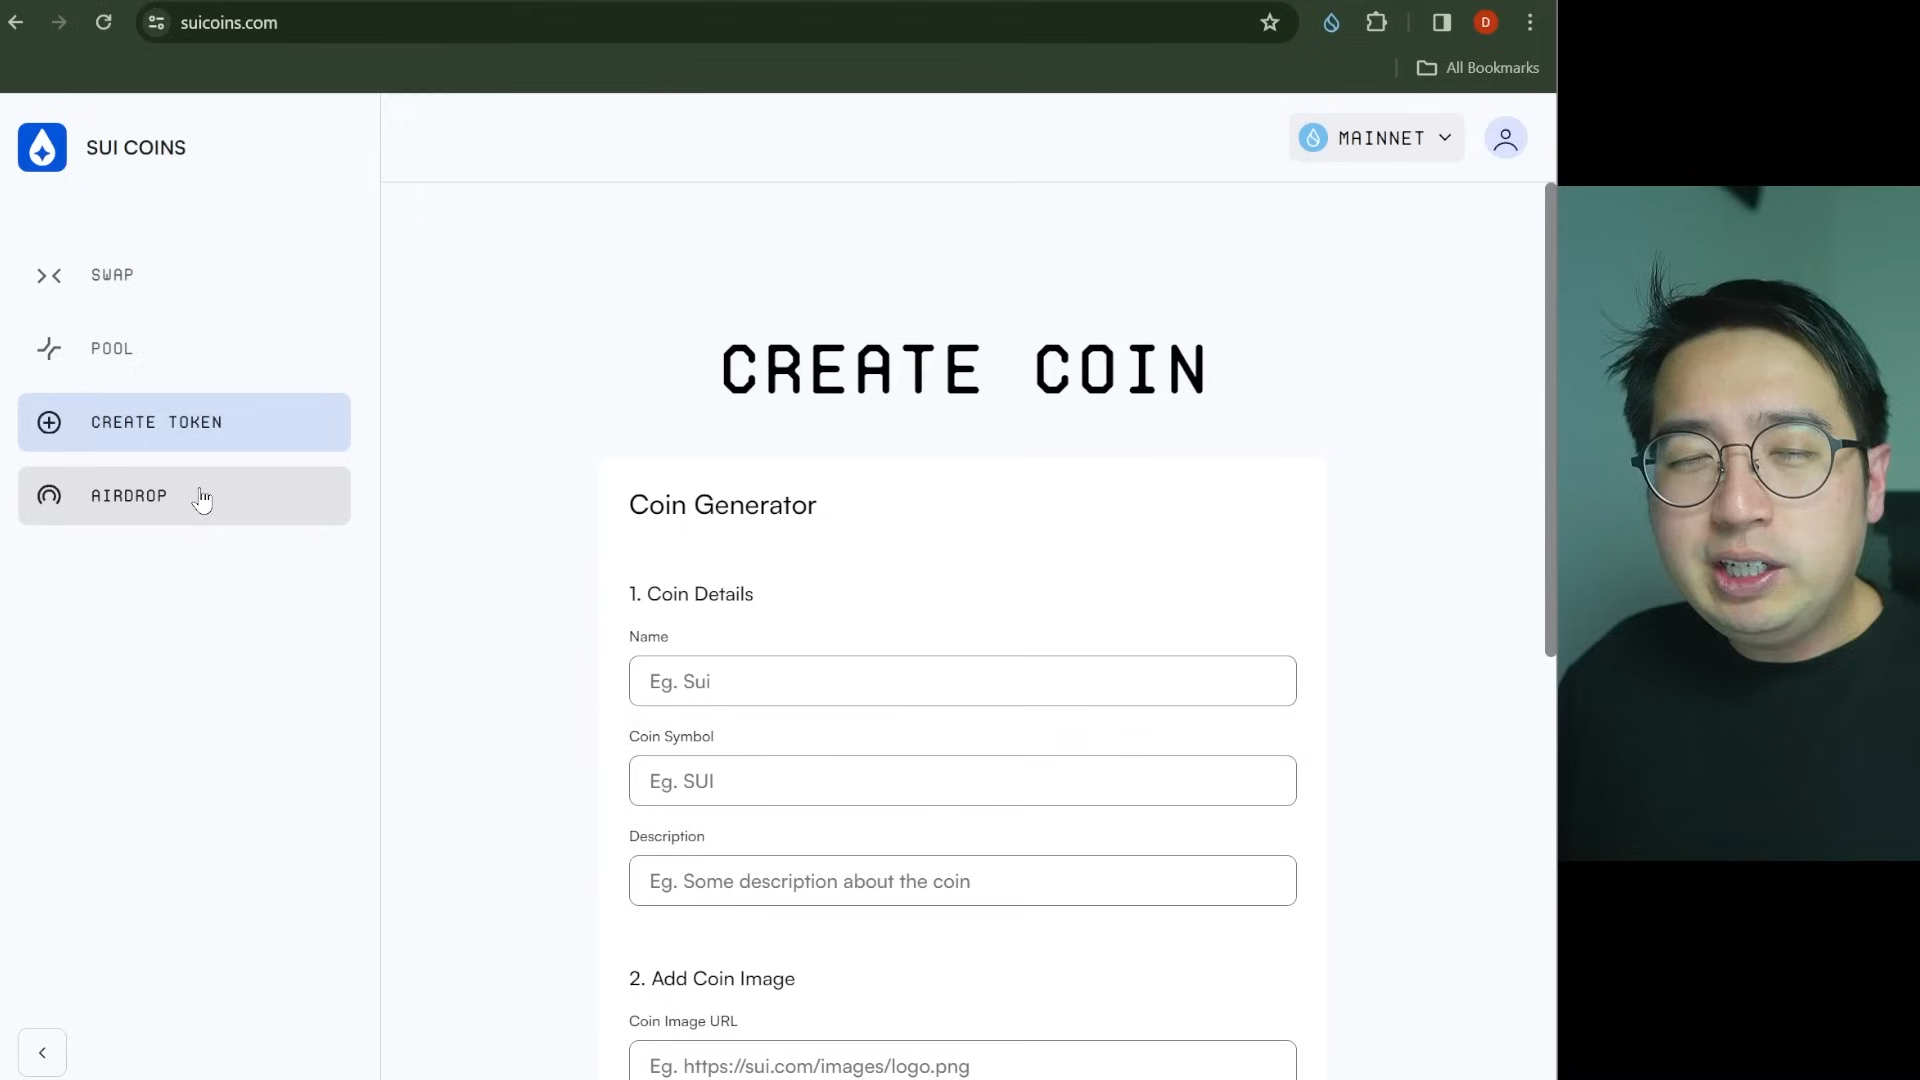 suicoins.com
D
All Bookmarks
SUI COINS
MAINNET
SWAP
POOL
CREATE TOKEN
AIRDROP
CREATE COIN
Coin Generator
1. Coin Details
Name
Eg. Sui
Coin Symbol
Eg. SUI
Description
Eg. Some description about the coin
2. Add Coin Image
Coin Image URL
Eg. https://sui.com/images/logo.png